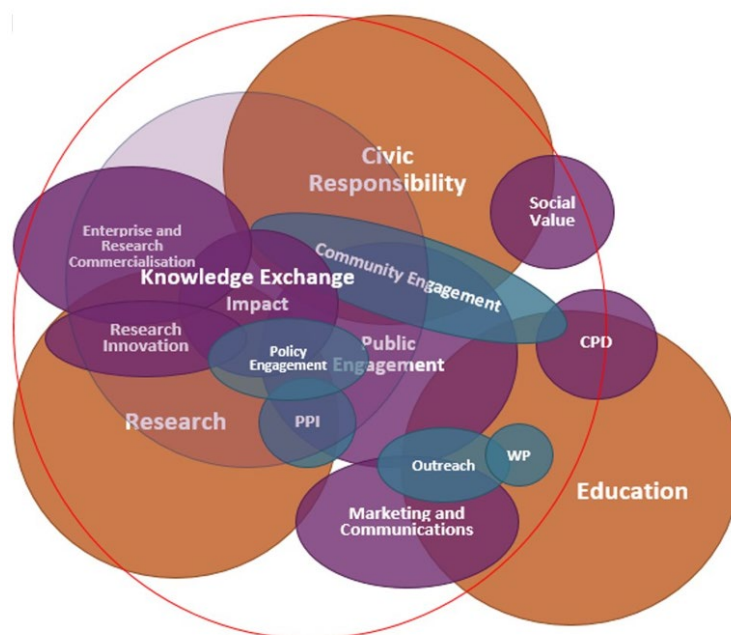 Civic
Responsibility
Social
Value
Enterprise and
Research
Commercialisation
Community Engagement
Knowledge Exchange
Impact
Research
Innovation
Policy
Engagement
Public
Engagement
CPD
Research
PPI
Outreach
WP
Education
Marketing and
Communications